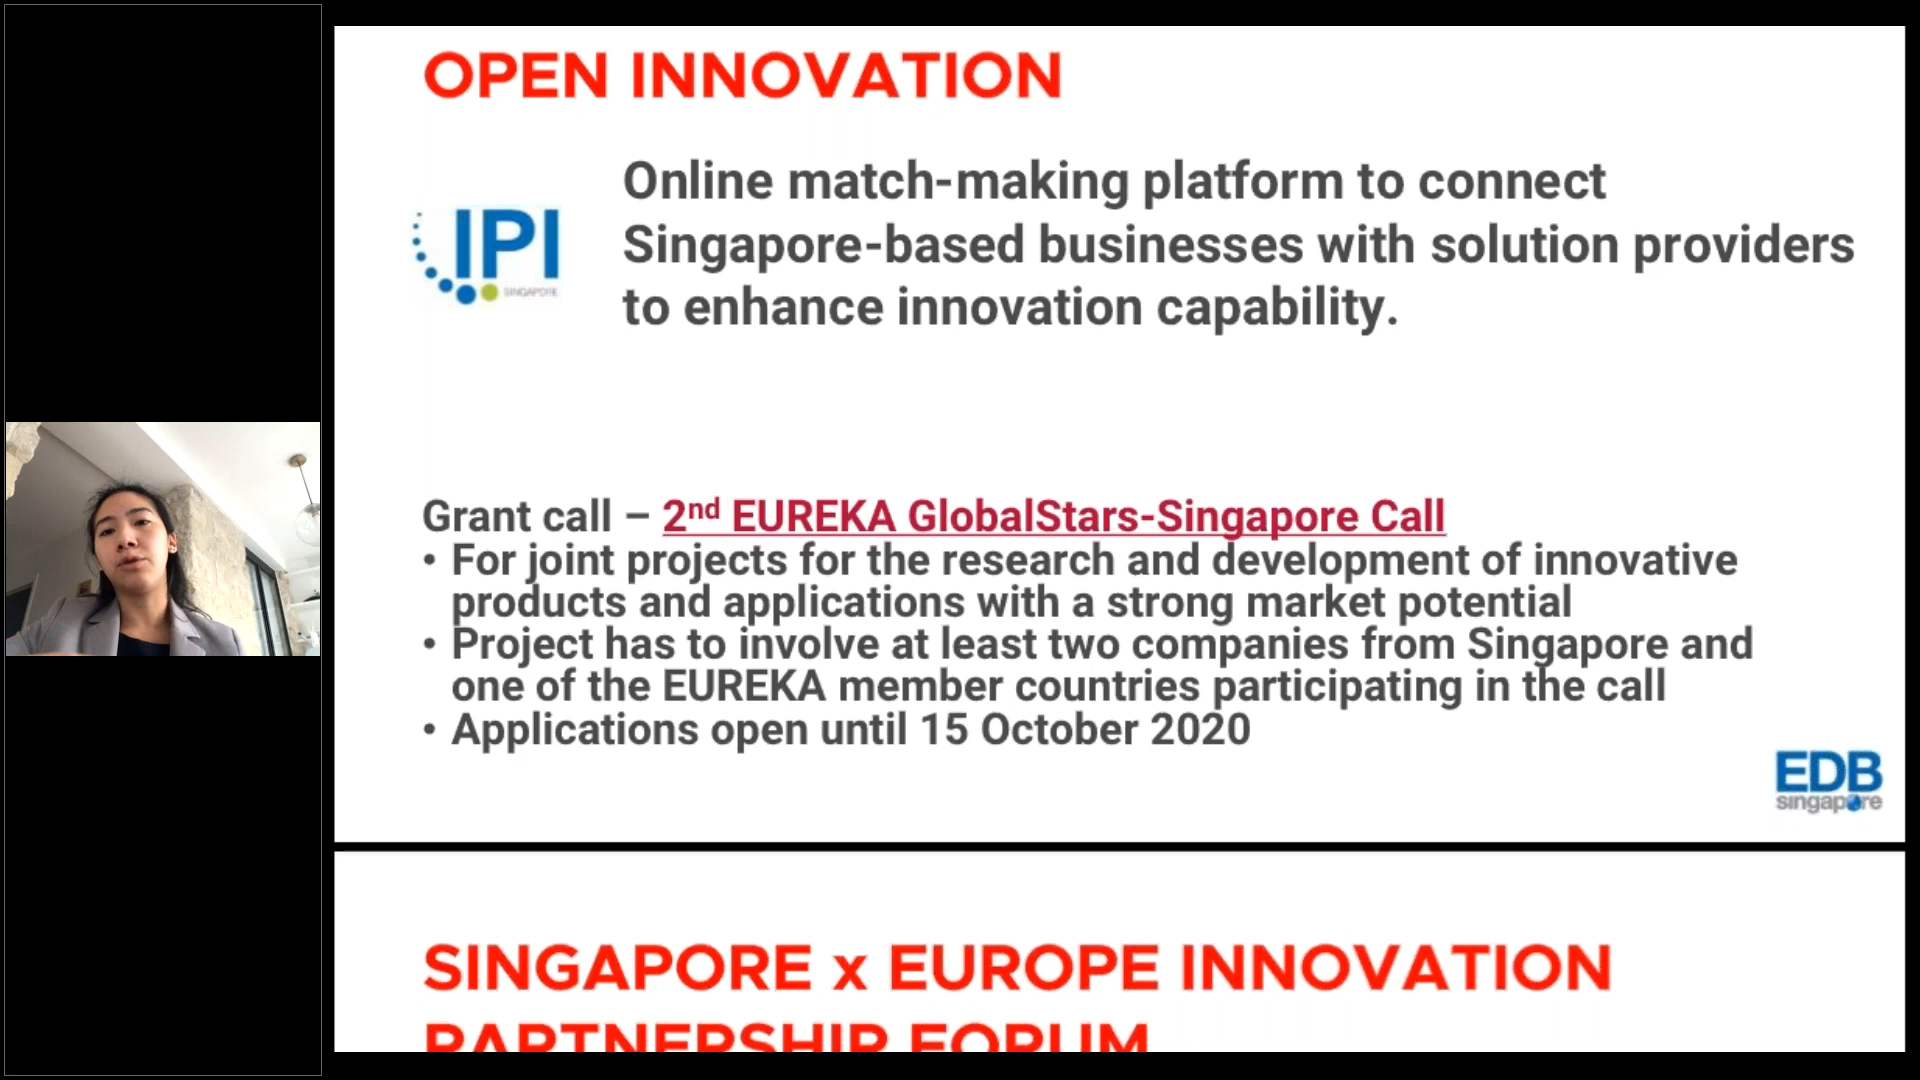 OPEN INNOVATION
IPI
SINGAPORE
Online match-making platform to connect
Singapore-based businesses with solution providers
to enhance innovation capability.
Grant call – 2nd EUREKA GlobalStars-Singapore Call
• For joint projects for the research and development of innovative
products and applications with a strong market potential
• Project has to involve at least two companies from Singapore and
one of the EUREKA member countries participating in the call
• Applications open until 15 October 2020
EDB
singapore
SINGAPORE x EUROPE INNOVATION
PARTNERSHIP FORUM